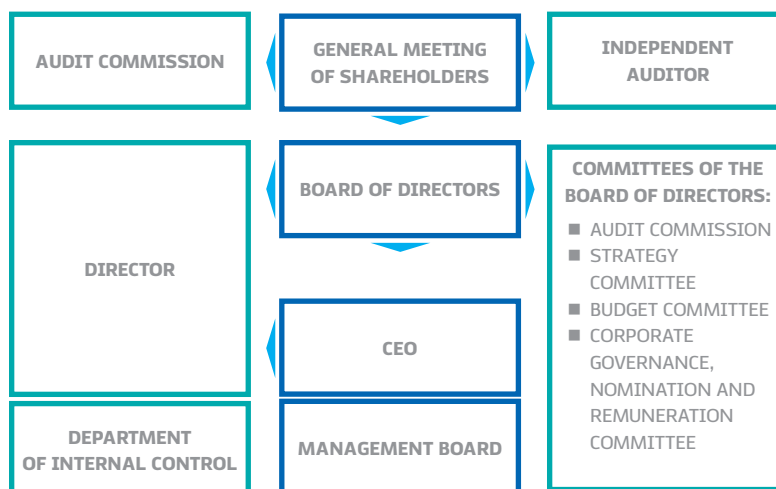 AUDIT COMMISSION
GENERAL MEETING
OF SHAREHOLDERS
INDEPENDENT
AUDITOR
DIRECTOR
BOARD OF DIRECTORS
COMMITTEES OF THE
BOARD OF DIRECTORS:
■ AUDIT COMMISSION
■ STRATEGY
COMMITTEE
■ BUDGET COMMITTEE
■ CORPORATE
GOVERNANCE,
NOMINATION AND
REMUNERATION
COMMITTEE
CEO
DEPARTMENT
OF INTERNAL CONTROL
MANAGEMENT BOARD